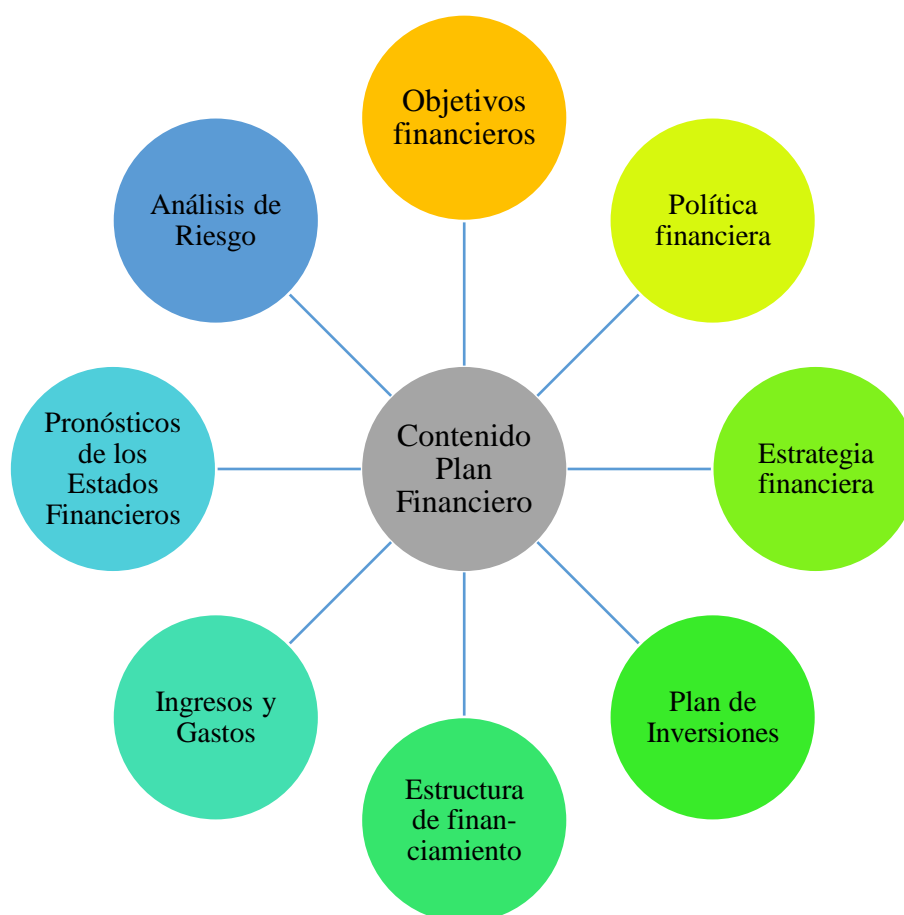 Objetivos
financieros
Política
financiera
Estrategia
financiera
Plan de
Inversiones
Estructura
de finan-
ciamiento
Ingresos y
Gastos
Pronósticos
de los
Estados
Financieros
Análisis de
Riesgo
Contenido
Plan
Financiero